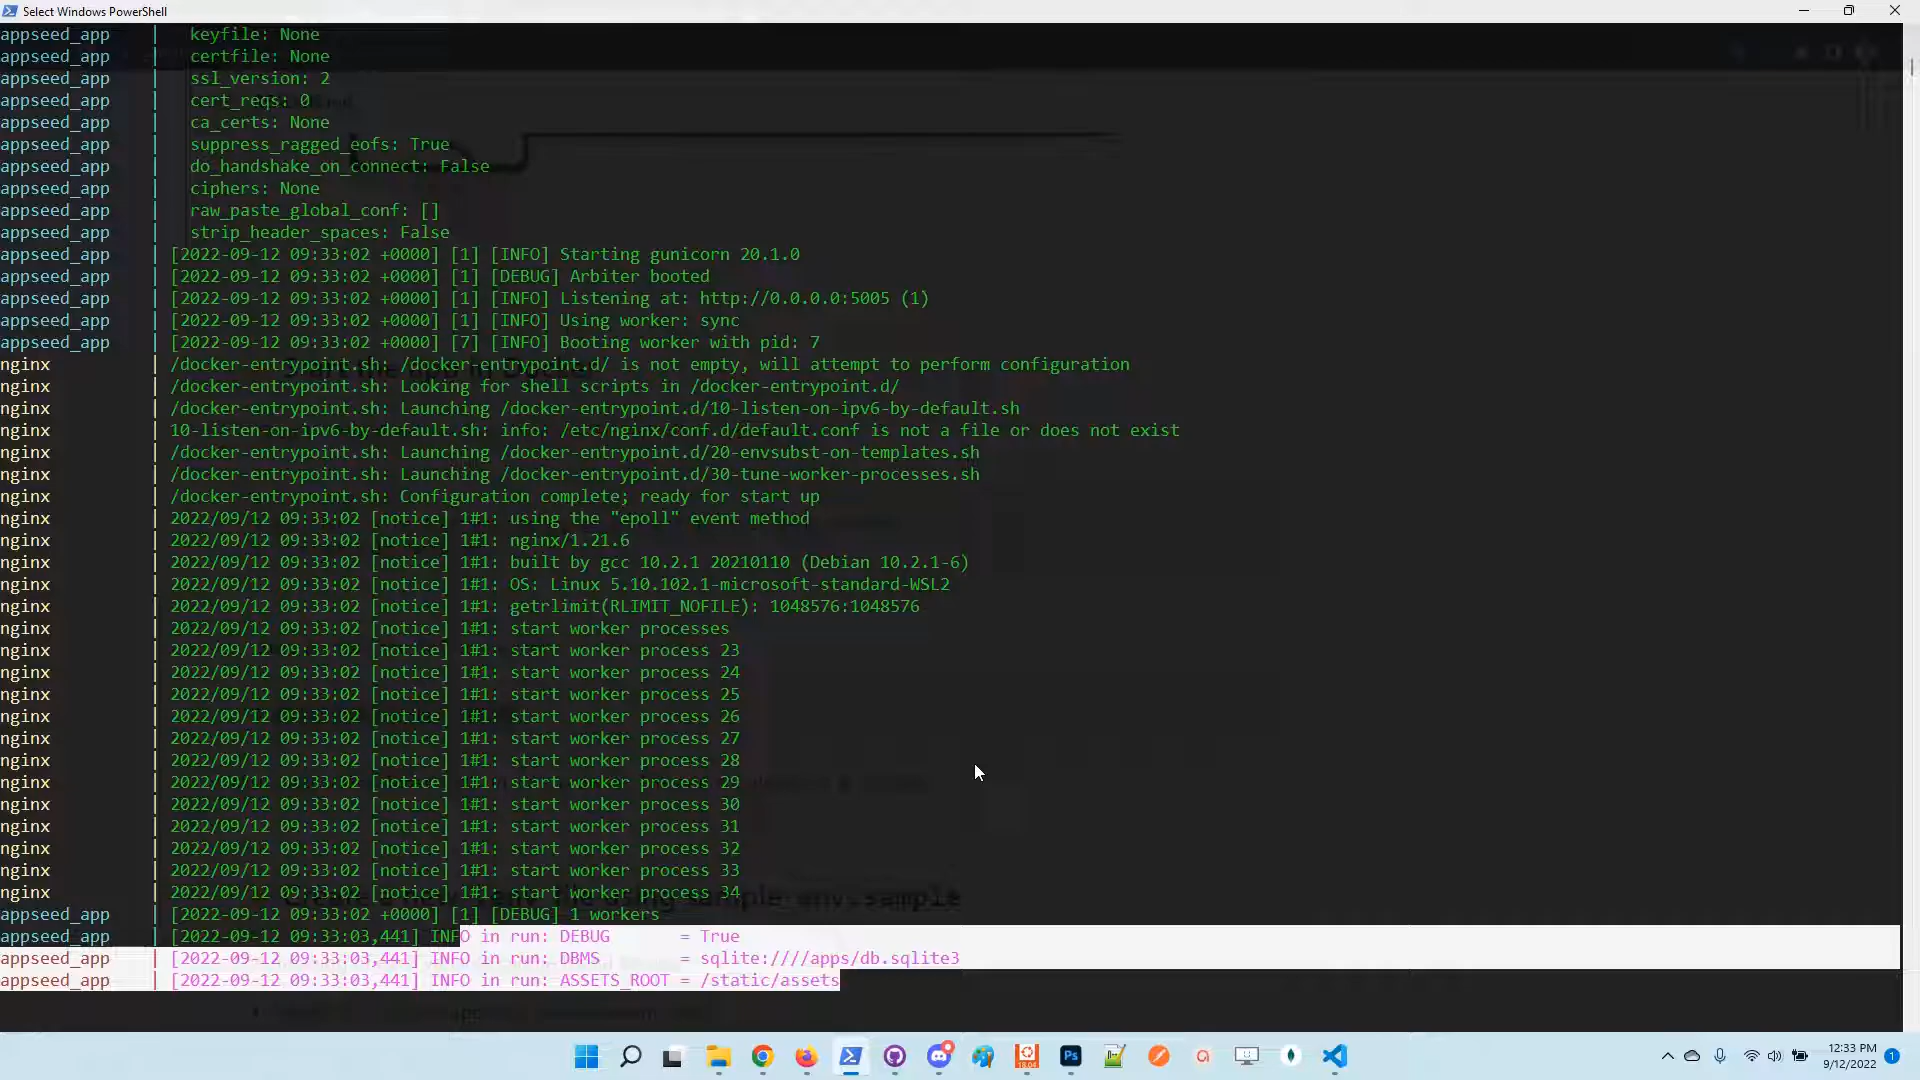 Select Windows PowerShell
appseed_app | keyfile: None
appseed_app | certfile: None
appseed_app | ssl_version: 2
appseed_app | cert_reqs: 0
appseed_app | ca_certs: None
appseed_app | suppress_ragged_eofs: True
appseed_app | do_handshake_on_connect: False
appseed_app | ciphers: None
appseed_app | raw_paste_global_conf: []
appseed_app | strip_header_spaces: False
appseed_app | [2022-09-12 09:33:02 +0000] [1] [INFO] Starting gunicorn 20.1.0
appseed_app | [2022-09-12 09:33:02 +0000] [1] [DEBUG] Arbiter booted
appseed_app | [2022-09-12 09:33:02 +0000] [1] [INFO] Listening at: http://0.0.0.0:5005 (1)
appseed_app | [2022-09-12 09:33:02 +0000] [1] [INFO] Using worker: sync
appseed_app | [2022-09-12 09:33:02 +0000] [7] [INFO] Booting worker with pid: 7
nginx | /docker-entrypoint.sh: /docker-entrypoint.d/ is not empty, will attempt to perform configuration
nginx | /docker-entrypoint.sh: Looking for shell scripts in /docker-entrypoint.d/
nginx | /docker-entrypoint.sh: Launching /docker-entrypoint.d/10-listen-on-ipv6-by-default.sh
nginx | 10-listen-on-ipv6-by-default.sh: info: /etc/nginx/conf.d/default.conf is not a file or does not exist
nginx | /docker-entrypoint.sh: Launching /docker-entrypoint.d/20-envsubst-on-templates.sh
nginx | /docker-entrypoint.sh: Launching /docker-entrypoint.d/30-tune-worker-processes.sh
nginx | /docker-entrypoint.sh: Configuration complete; ready for start up
nginx | 2022/09/12 09:33:02 [notice] 1#1: using the "epoll" event method
nginx | 2022/09/12 09:33:02 [notice] 1#1: nginx/1.21.6
nginx | 2022/09/12 09:33:02 [notice] 1#1: built by gcc 10.2.1 20210110 (Debian 10.2.1-6)
nginx | 2022/09/12 09:33:02 [notice] 1#1: OS: Linux 5.10.102.1-microsoft-standard-WSL2
nginx | 2022/09/12 09:33:02 [notice] 1#1: getrlimit(RLIMIT_NOFILE): 1048576:1048576
nginx | 2022/09/12 09:33:02 [notice] 1#1: start worker processes
nginx | 2022/09/12 09:33:02 [notice] 1#1: start worker process 23
nginx | 2022/09/12 09:33:02 [notice] 1#1: start worker process 24
nginx | 2022/09/12 09:33:02 [notice] 1#1: start worker process 25
nginx | 2022/09/12 09:33:02 [notice] 1#1: start worker process 26
nginx | 2022/09/12 09:33:02 [notice] 1#1: start worker process 27
nginx | 2022/09/12 09:33:02 [notice] 1#1: start worker process 28
nginx | 2022/09/12 09:33:02 [notice] 1#1: start worker process 29
nginx | 2022/09/12 09:33:02 [notice] 1#1: start worker process 30
nginx | 2022/09/12 09:33:02 [notice] 1#1: start worker process 31
nginx | 2022/09/12 09:33:02 [notice] 1#1: start worker process 32
nginx | 2022/09/12 09:33:02 [notice] 1#1: start worker process 33
nginx | 2022/09/12 09:33:02 [notice] 1#1: start worker process 34
appseed_app | [2022-09-12 09:33:02 +0000] [1] [DEBUG] 1 workers
appseed_app | [2022-09-12 09:33:03,441] INFO in run: DEBUG = True
appseed_app | [2022-09-12 09:33:03,441] INFO in run: DBMS = sqlite:////apps/db.sqlite3
appseed_app | [2022-09-12 09:33:03,441] INFO in run: ASSETS_ROOT = /static/assets
12:33 PM
9/12/2022